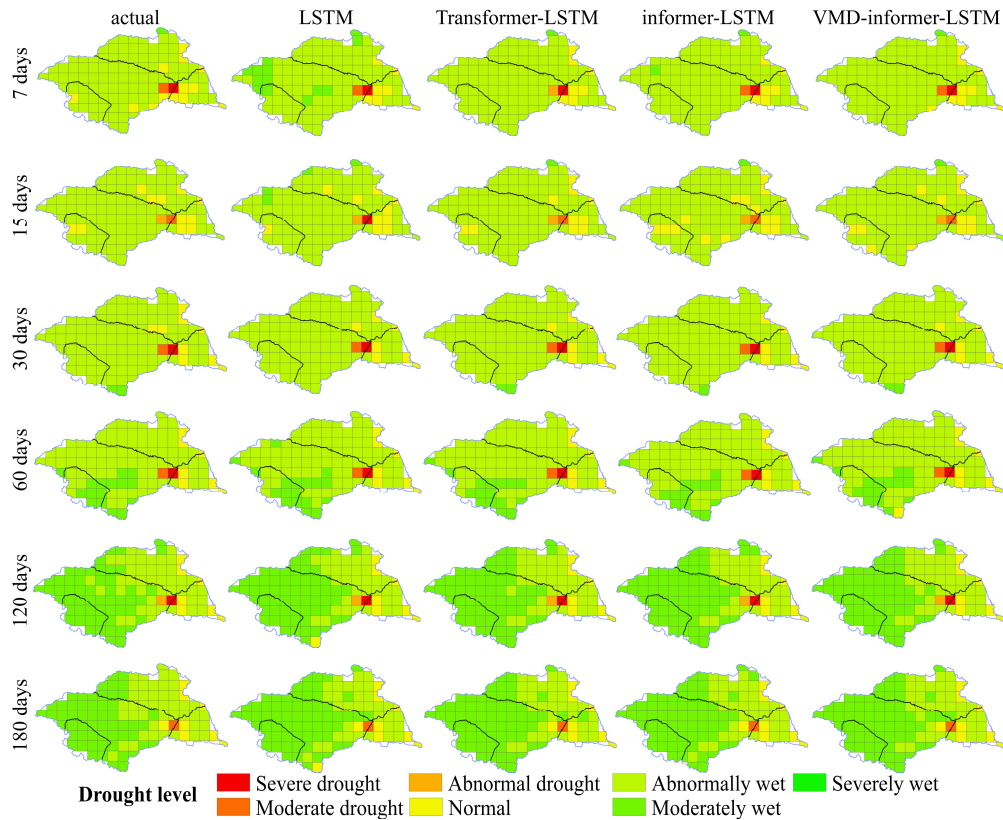 actual LSTM Transformer-LSTM informer-LSTM VMD-informer-LSTM
7 days
15 days
30 days
60 days
120 days
180 days
Drought level
Severe drought Abnormal drought Abnormally wet Severely wet
Moderate drought Normal Moderately wet